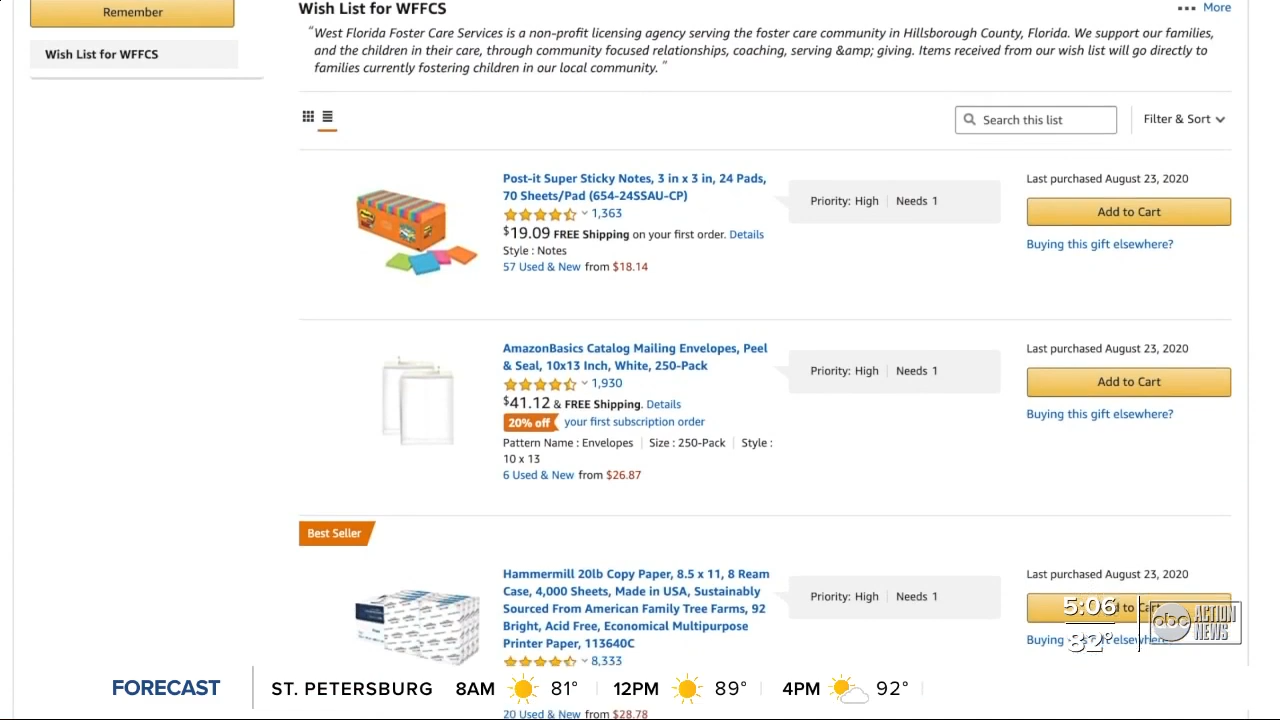 Remember
Wish List for WFFCS
Wish List for WFFCS
More
"West Florida Foster Care Services is a non-profit licensing agency serving the foster care community in Hillsborough County, Florida. We support our families,
and the children in their care, through community focused relationships, coaching, serving &amp; giving. Items received from our wish list will go directly to
families currently fostering children in our local community. "
Search this list
Filter & Sort
Post-it Super Sticky Notes, 3 in x 3 in, 24 Pads,
70 Sheets/Pad (654-24SSAU-CP)
1,363
$19.09 FREE Shipping on your first order. Details
Style : Notes
57 Used & New from $18.14
Priority: High | Needs 1
Last purchased August 23, 2020
Add to Cart
Buying this gift elsewhere?
AmazonBasics Catalog Mailing Envelopes, Peel
& Seal, 10x13 Inch, White, 250-Pack
1,930
$41.12 & FREE Shipping. Details
20% off your first subscription order
Pattern Name : Envelopes | Size : 250-Pack | Style :
10 x 13
6 Used & New from $26.87
Priority: High | Needs 1
Last purchased August 23, 2020
Add to Cart
Buying this gift elsewhere?
Best Seller
Hammermill 20lb Copy Paper, 8.5 x 11, 8 Ream
Case, 4,000 Sheets, Made in USA, Sustainably
Sourced From American Family Tree Farms, 92
Bright, Acid Free, Economical Multipurpose
Printer Paper, 113640C
8,333
20 Used & New from $28.78
Priority: High | Needs 1
Last purchased August 23, 2020
to Cart
Buying elsewhere?
5:06
82°
abc ACTION
NEWS
FORECAST ST. PETERSBURG 8AM 81° 12PM 89° 4PM 92°